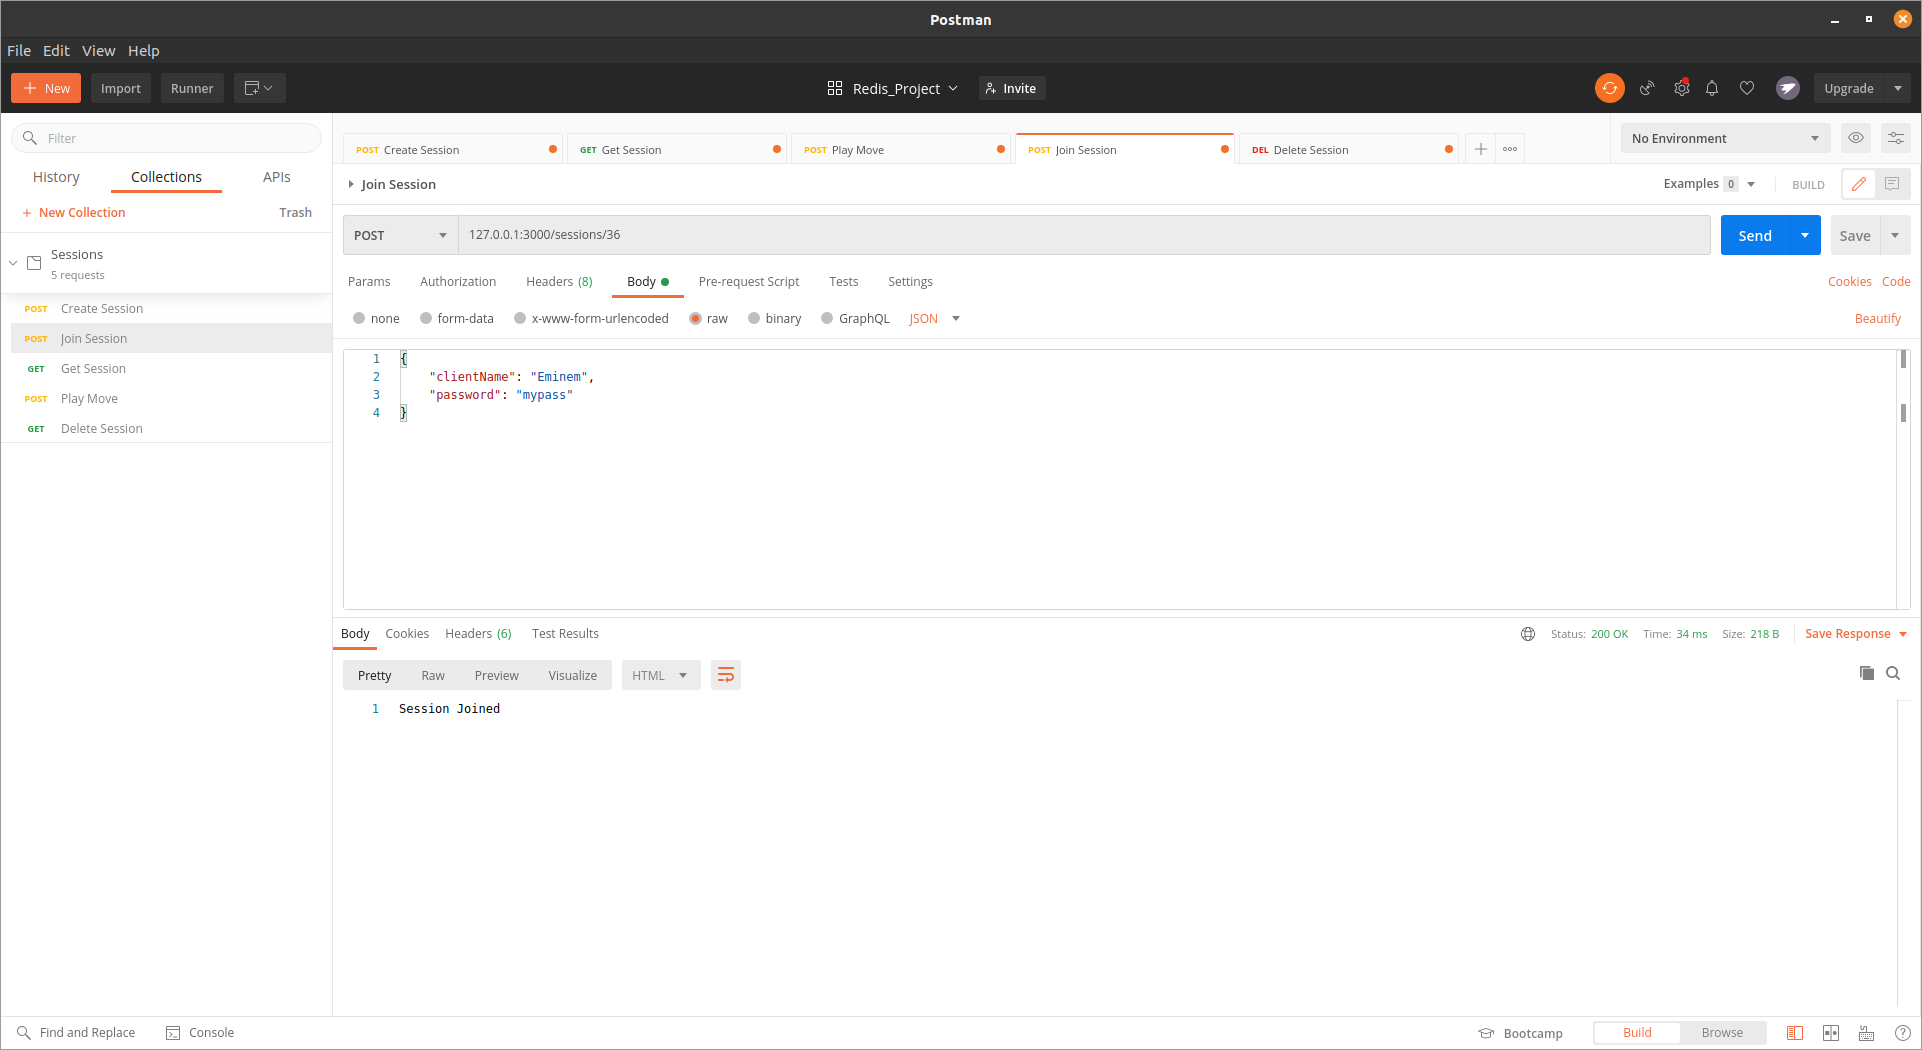 Postman
File Edit View Help
New Import Runner Redis_Project Invite Upgrade
Filter
History Collections APIs
+ New Collection Trash
Sessions
5 requests
POST Create Session
POST Join Session
GET Get Session
POST Play Move
GET Delete Session
POST Create Session GET Get Session POST Play Move POST Join Session DEL Delete Session No Environment
Join Session Examples 0 BUILD
POST 127.0.0.1:3000/sessions/36 Send Save
Params Authorization Headers (8) Body Pre-request Script Tests Settings Cookies Code
none form-data x-www-form-urlencoded raw binary GraphQL JSON Beautify
1 {
2 "clientName": "Eminem",
3 "password": "mypass"
4 }
Body Cookies Headers (6) Test Results Status: 200 OK Time: 34 ms Size: 218 B Save Response
Pretty Raw Preview Visualize HTML
1 Session Joined
Find and Replace Console Bootcamp Build Browse